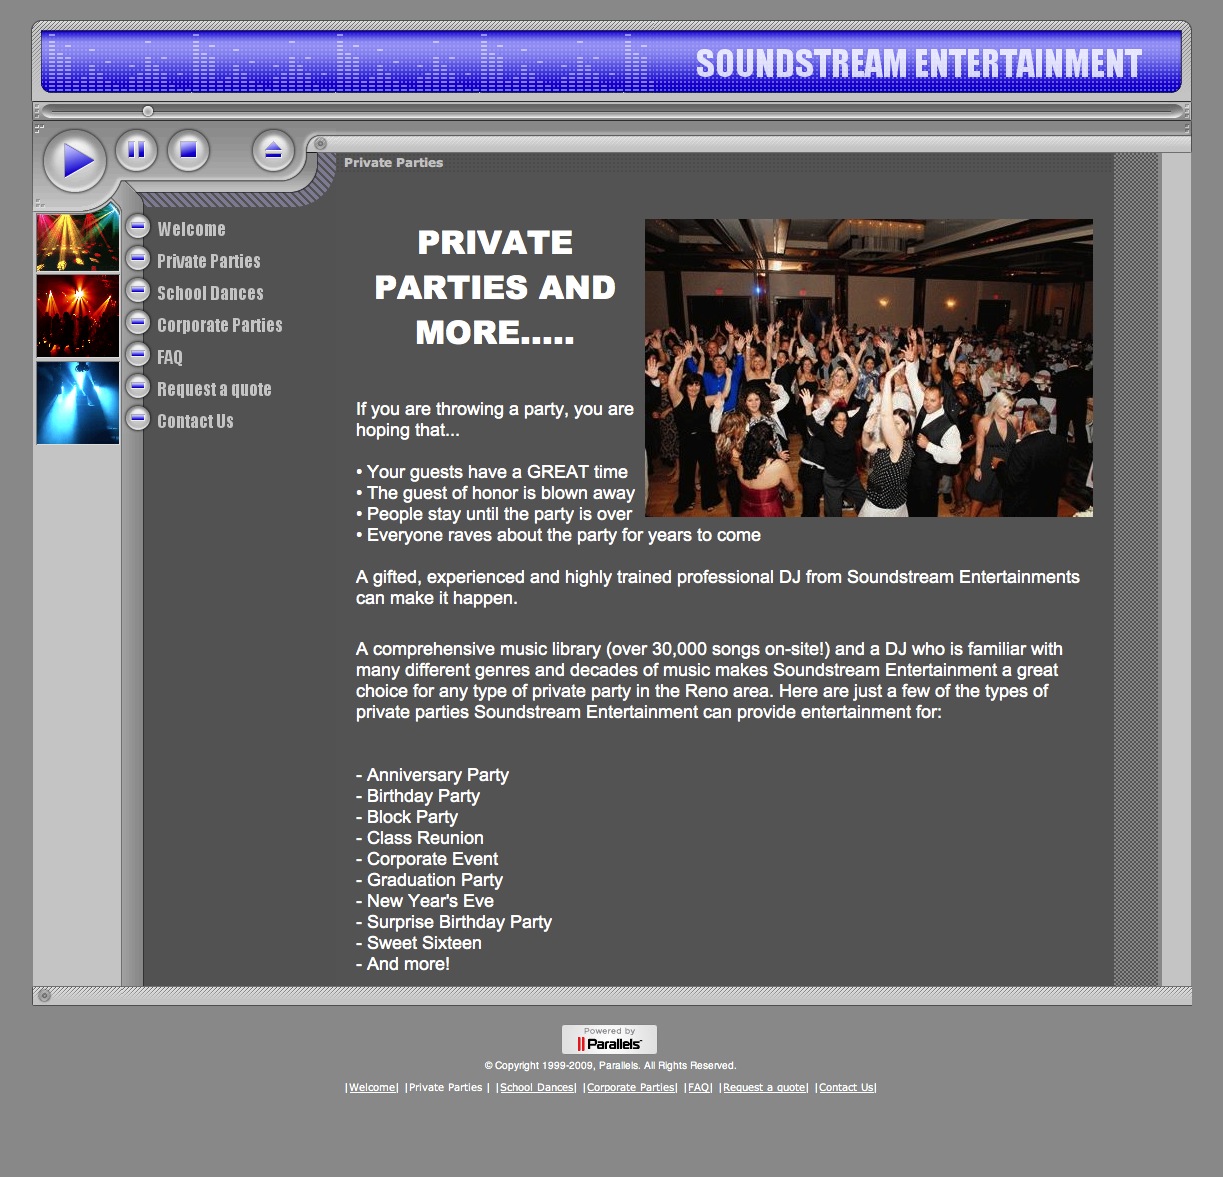 SOUNDSTREAM ENTERTAINMENT
Private Parties
Welcome
Private Parties
School Dances
Corporate Parties
FAQ
Request a quote
Contact Us
PRIVATE
PARTIES AND
MORE.....
If you are throwing a party, you are
hoping that...
• Your guests have a GREAT time
• The guest of honor is blown away
• People stay until the party is over
• Everyone raves about the party for years to come
A gifted, experienced and highly trained professional DJ from Soundstream Entertainments
can make it happen.
A comprehensive music library (over 30,000 songs on-site!) and a DJ who is familiar with
many different genres and decades of music makes Soundstream Entertainment a great
choice for any type of private party in the Reno area. Here are just a few of the types of
private parties Soundstream Entertainment can provide entertainment for:
- Anniversary Party
- Birthday Party
- Block Party
- Class Reunion
- Corporate Event
- Graduation Party
- New Year's Eve
- Surprise Birthday Party
- Sweet Sixteen
- And more!
Powered by
Parallels™
© Copyright 1999-2009, Parallels. All Rights Reserved.
|Welcome| |Private Parties | |School Dances| |Corporate Parties| |FAQ| |Request a quote| |Contact Us|